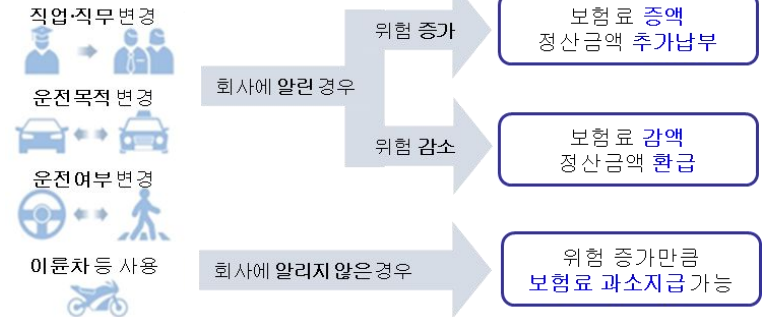 직업·직무 변경
운전목적 변경
운전여부 변경
이륜차 등 사용
회사에 알린 경우
위험 증가
보험료 증액
정산금액 추가납부
위험 감소
보험료 감액
정산금액 환급
회사에 알리지 않은 경우
위험 증가만큼
보험료 과소지급 가능